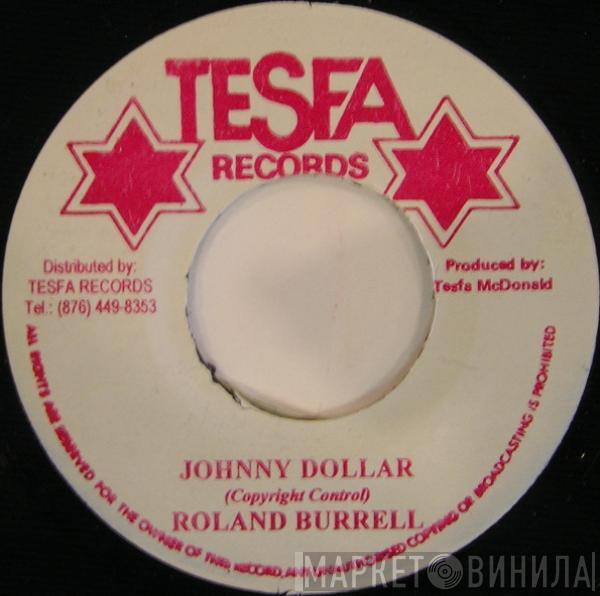 TESFA
RECORDS
Distributed by:
TESFA RECORDS
Tel.: (876) 449-8353
Produced by:
Tesfa McDonald
JOHNNY DOLLAR
(Copyright Control)
ROLAND BURRELL
ALL RIGHTS ARE RESERVED FOR THE OWNER OF THIS RECORD, ANY COPYING OR BROADCASTING IS PROHIBITED
МАРКЕТ ВИНИЛА